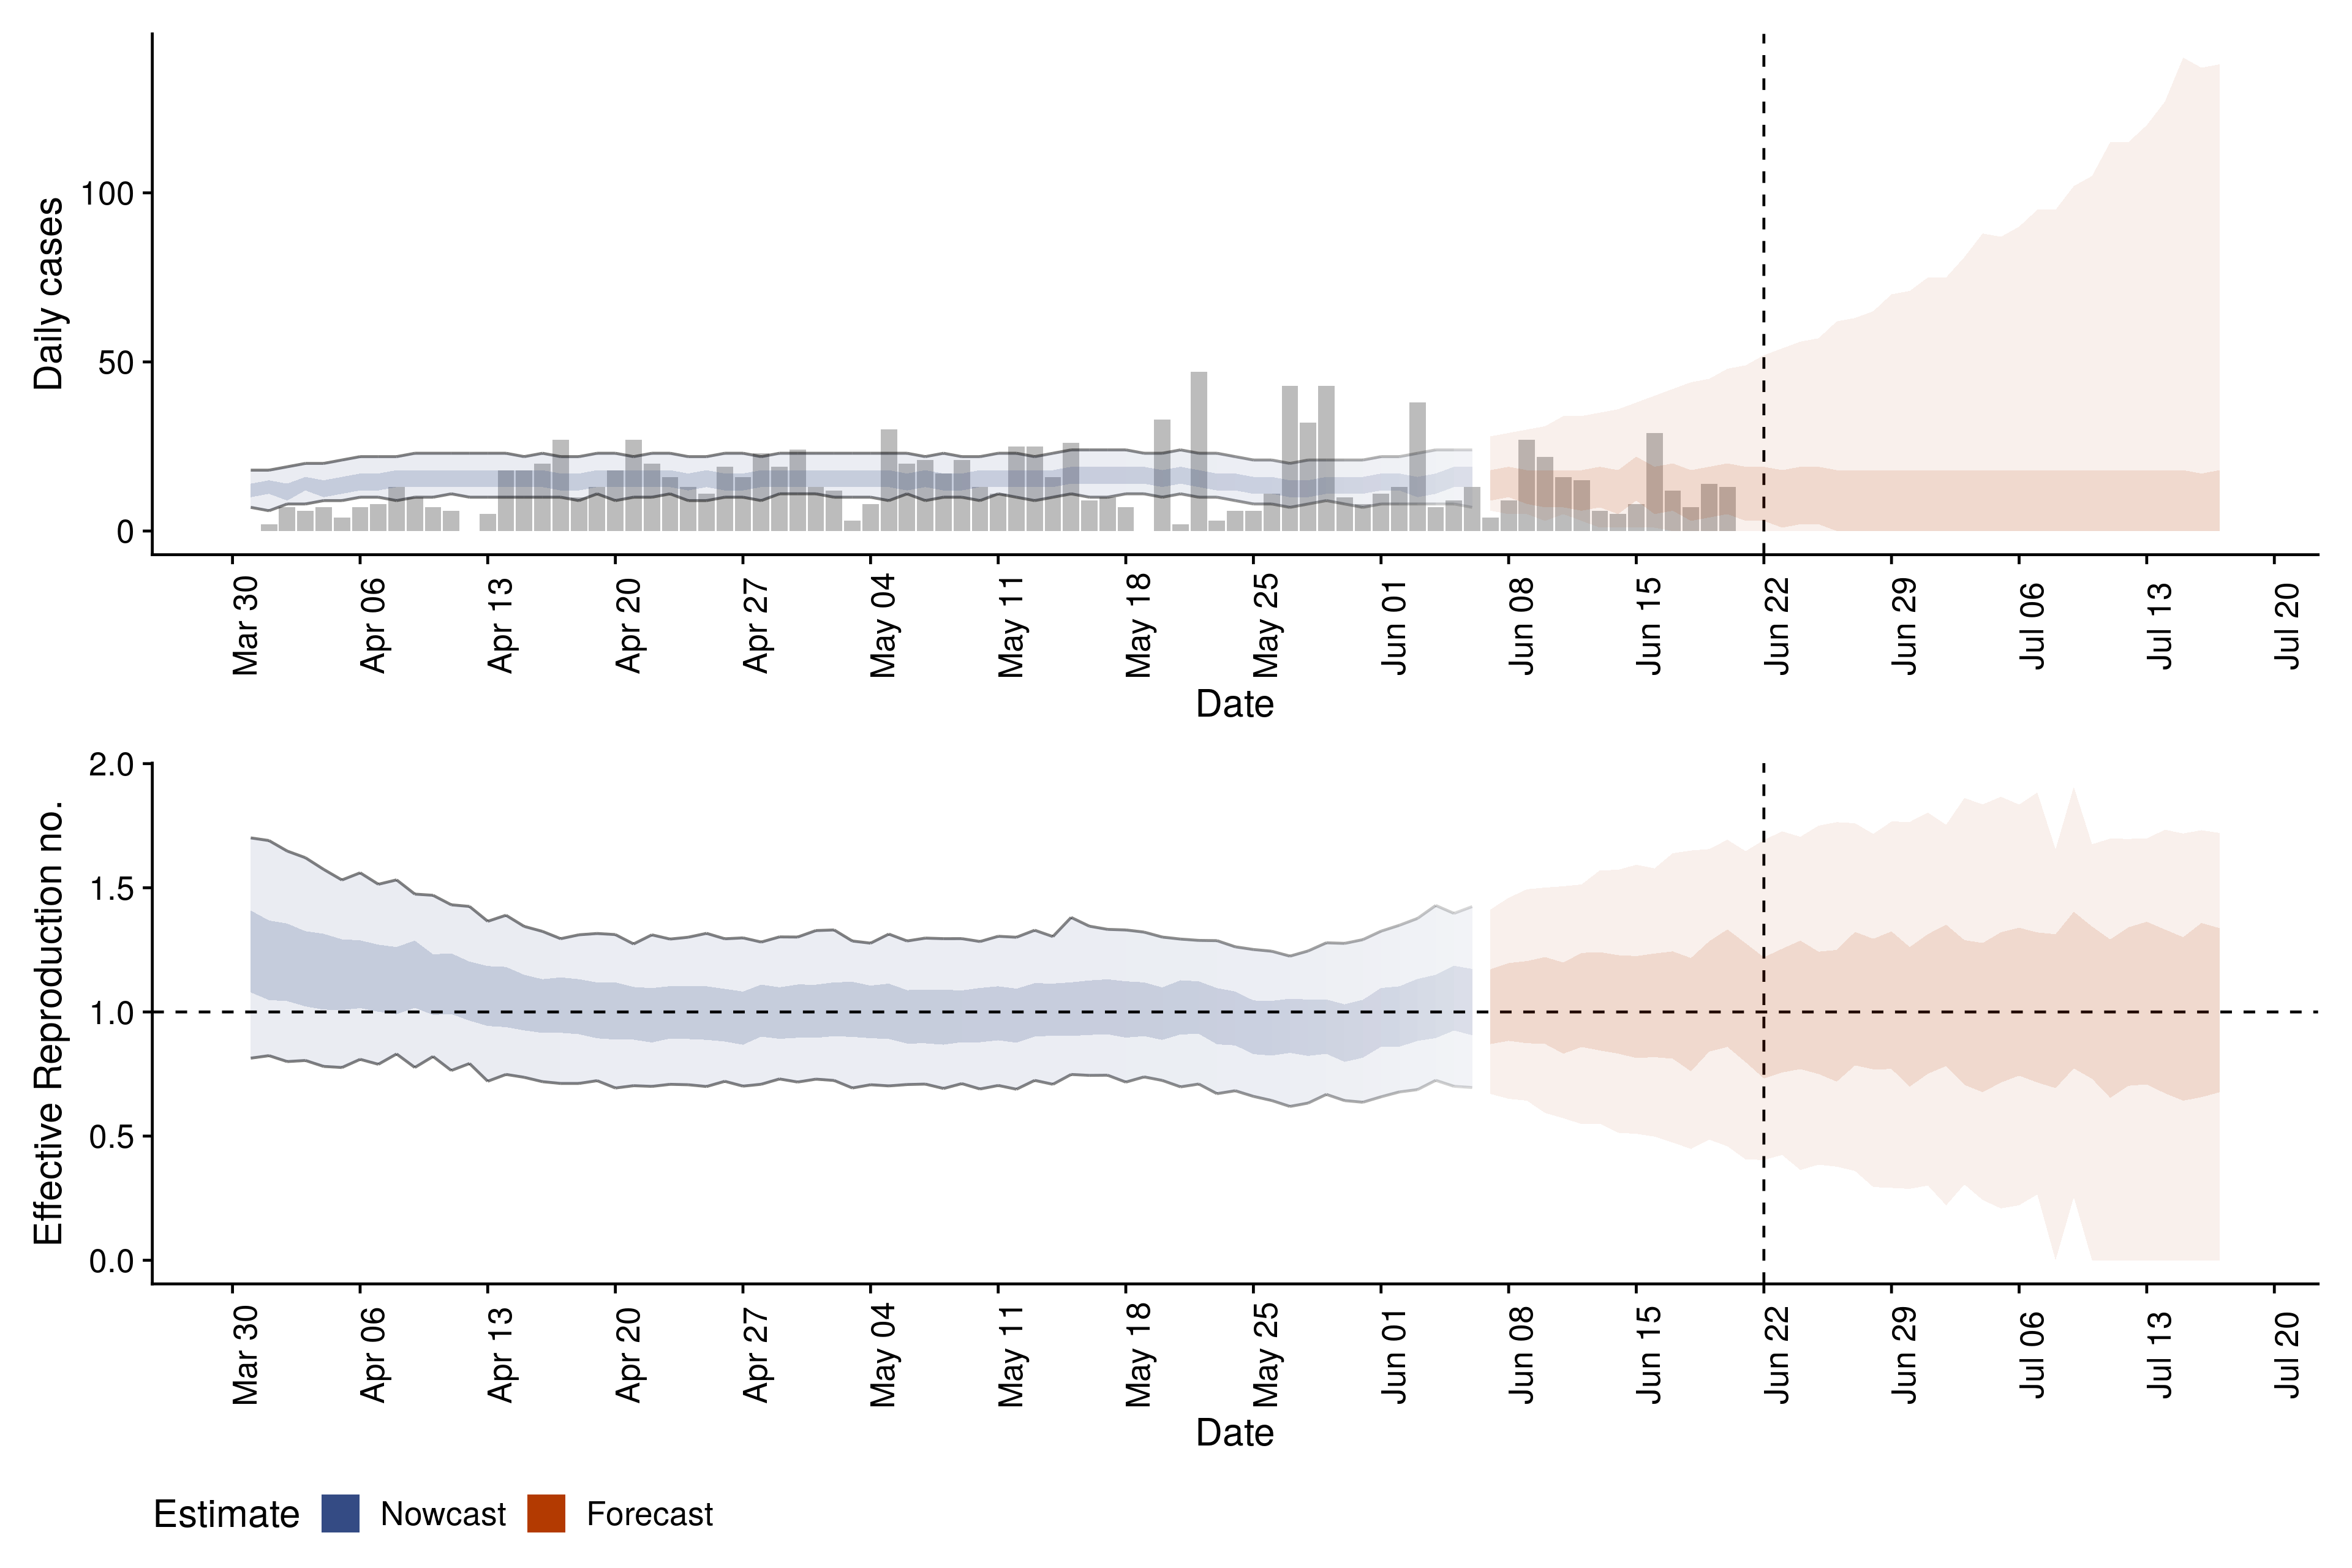 Daily cases
100
50
0
Mar 30 Apr 06 Apr 13 Apr 20 Apr 27 May 04 May 11 May 18 May 25 Jun 01 Jun 08 Jun 15 Jun 22 Jun 29 Jul 06 Jul 13 Jul 20
Date
Effective Reproduction no.
2.0
1.5
1.0
0.5
0.0
Mar 30 Apr 06 Apr 13 Apr 20 Apr 27 May 04 May 11 May 18 May 25 Jun 01 Jun 08 Jun 15 Jun 22 Jun 29 Jul 06 Jul 13 Jul 20
Date
Estimate Nowcast Forecast